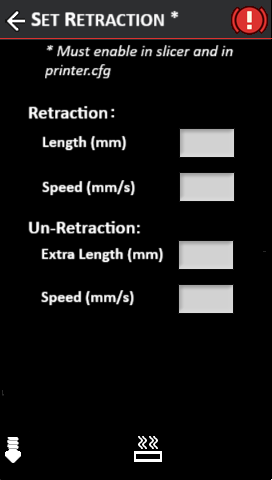 SET RETRACTION *
* Must enable in slicer and in
printer.cfg
Retraction:
Length (mm)
Speed (mm/s)
Un-Retraction:
Extra Length (mm)
Speed (mm/s)